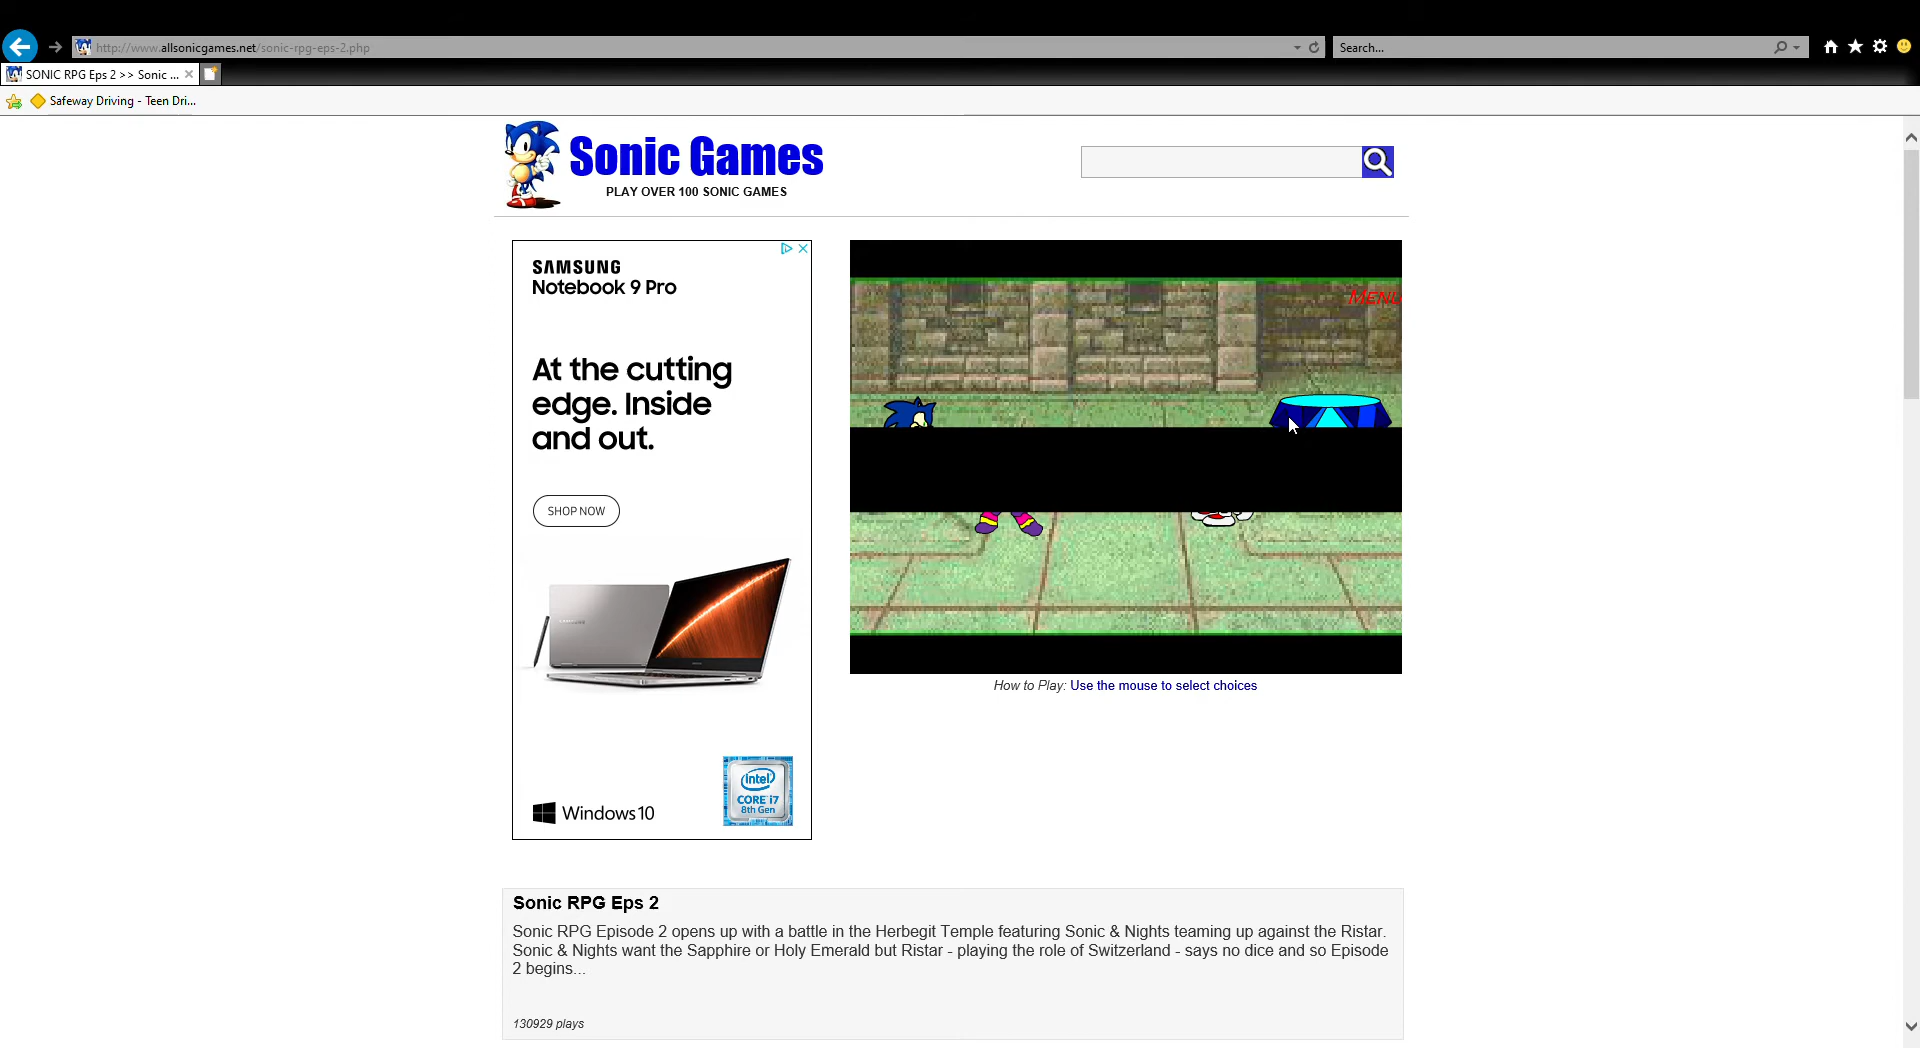 http://www.allsonicgames.net/sonic-rpg-eps-2.php
Search...
SONIC RPG Eps 2 >> Sonic ...
Safeway Driving - Teen Dri...
Sonic Games
PLAY OVER 100 SONIC GAMES
SAMSUNG
Notebook 9 Pro
At the cutting
edge. Inside
and out.
SHOP NOW
Windows 10
intel
CORE i7
8th Gen
MENU
How to Play: Use the mouse to select choices
Sonic RPG Eps 2
Sonic RPG Episode 2 opens up with a battle in the Herbegit Temple featuring Sonic & Nights teaming up against the Ristar.
Sonic & Nights want the Sapphire or Holy Emerald but Ristar - playing the role of Switzerland - says no dice and so Episode
2 begins...
130929 plays